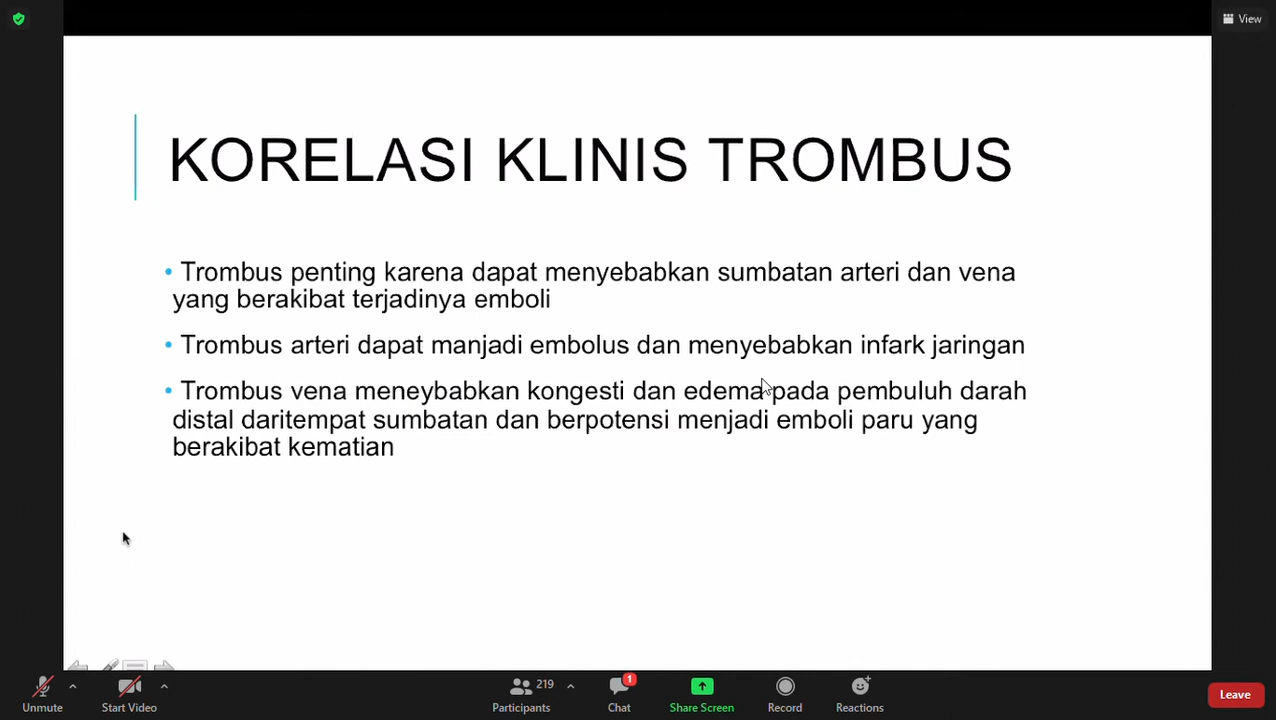 View
KORELASI KLINIS TROMBUS
• Trombus penting karena dapat menyebabkan sumbatan arteri dan vena
yang berakibat terjadinya emboli
• Trombus arteri dapat manjadi embolus dan menyebabkan infark jaringan
• Trombus vena meneybabkan kongesti dan edema pada pembuluh darah
distal daritempat sumbatan dan berpotensi menjadi emboli paru yang
berakibat kematian
219
1
Unmute
Start Video
Participants
Chat
Share Screen
Record
Reactions
Leave